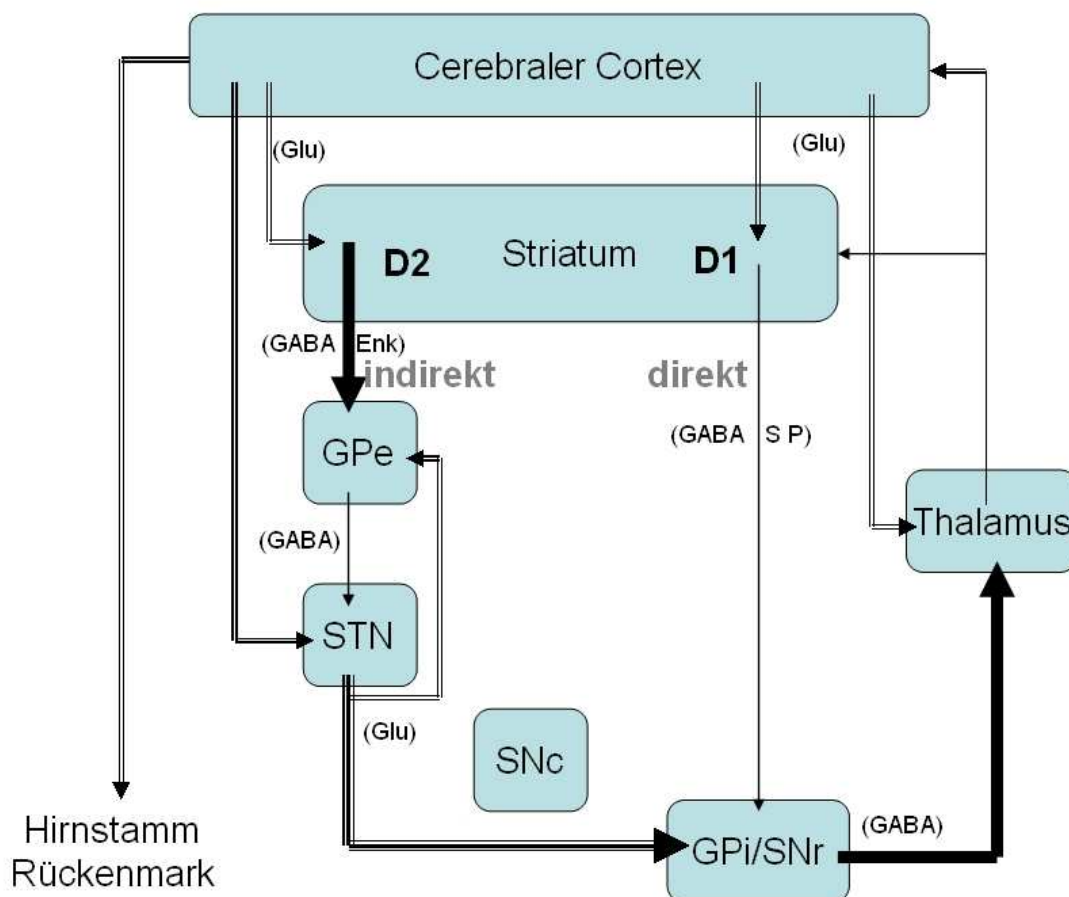 Cerebraler Cortex
(Glu)
(Glu)
D2
Striatum
D1
(GABA Enk)
indirekt
direkt
(GABA S P)
GPe
Thalamus
(GABA)
STN
(Glu)
SNc
Hirnstamm
Rückenmark
GPi/SNr
(GABA)